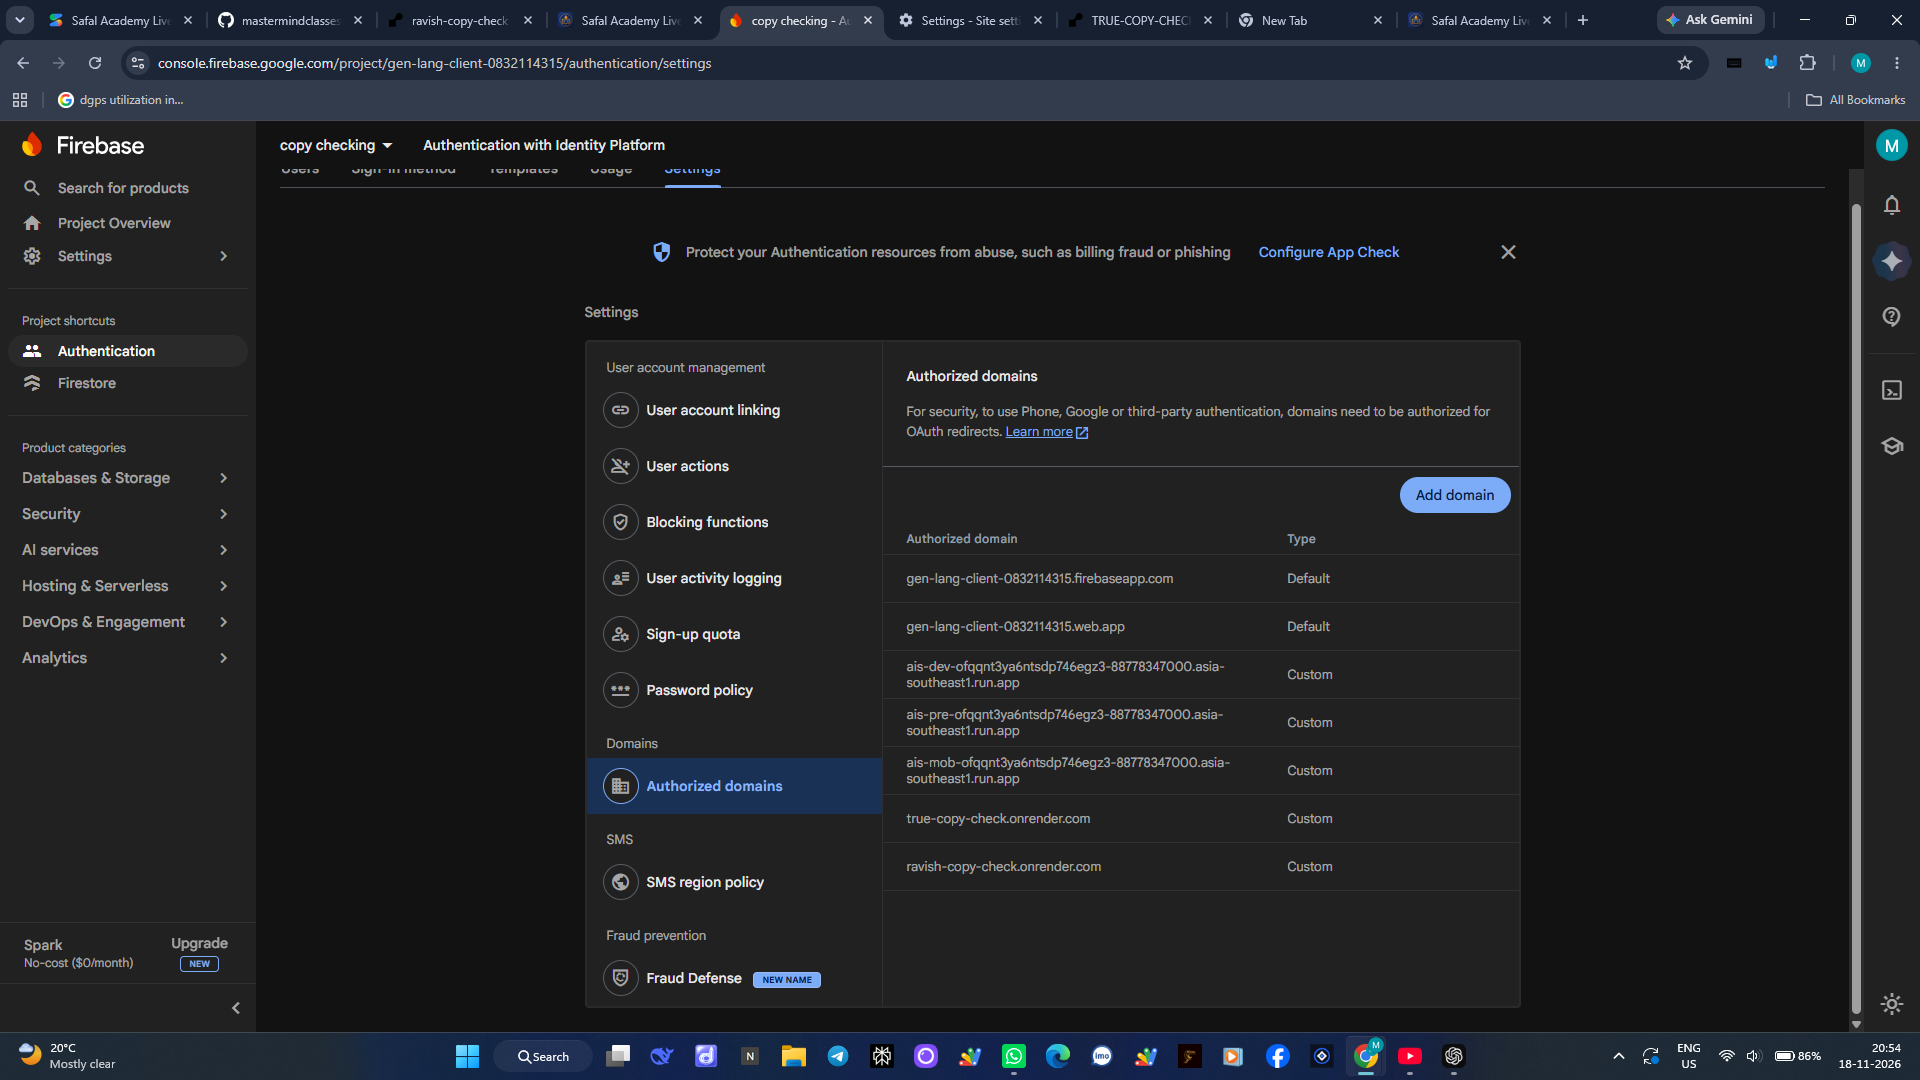 Safal Academy Live
mastermindclasses
ravish-copy-check
Safal Academy Live
copy checking - Au
Settings - Site setti
TRUE-COPY-CHEC
New Tab
Safal Academy Live
Ask Gemini
console.firebase.google.com/project/gen-lang-client-0832114315/authentication/settings
M
dgps utilization in...
All Bookmarks
Firebase
copy checking
Authentication with Identity Platform
M
Users
Sign-in method
Templates
Usage
Settings
Search for products
Project Overview
Settings
Project shortcuts
Authentication
Firestore
Product categories
Databases & Storage
Security
AI services
Hosting & Serverless
DevOps & Engagement
Analytics
Spark
No-cost ($0/month)
Upgrade
NEW
Protect your Authentication resources from abuse, such as billing fraud or phishing
Configure App Check
Settings
User account management
User account linking
User actions
Blocking functions
User activity logging
Sign-up quota
Password policy
Domains
Authorized domains
SMS
SMS region policy
Fraud prevention
Fraud Defense
NEW NAME
Authorized domains
For security, to use Phone, Google or third-party authentication, domains need to be authorized for
OAuth redirects. Learn more
Add domain
Authorized domain
Type
gen-lang-client-0832114315.firebaseapp.com
Default
gen-lang-client-0832114315.web.app
Default
ais-dev-ofqqnt3ya6ntsdp746egz3-88778347000.asia-
southeast1.run.app
Custom
ais-pre-ofqqnt3ya6ntsdp746egz3-88778347000.asia-
southeast1.run.app
Custom
ais-mob-ofqqnt3ya6ntsdp746egz3-88778347000.asia-
southeast1.run.app
Custom
true-copy-check.onrender.com
Custom
ravish-copy-check.onrender.com
Custom
20°C
Mostly clear
Search
N
imo
M
ENG
US
86%
20:54
18-11-2026